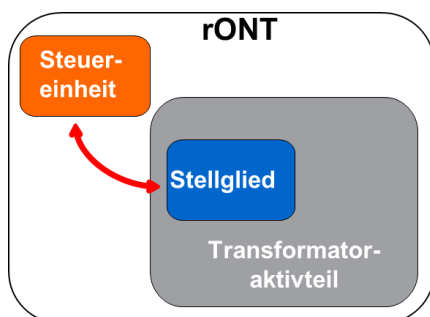 rONT
Steuer-
einheit
Stellglied
Transformator-
aktivteil